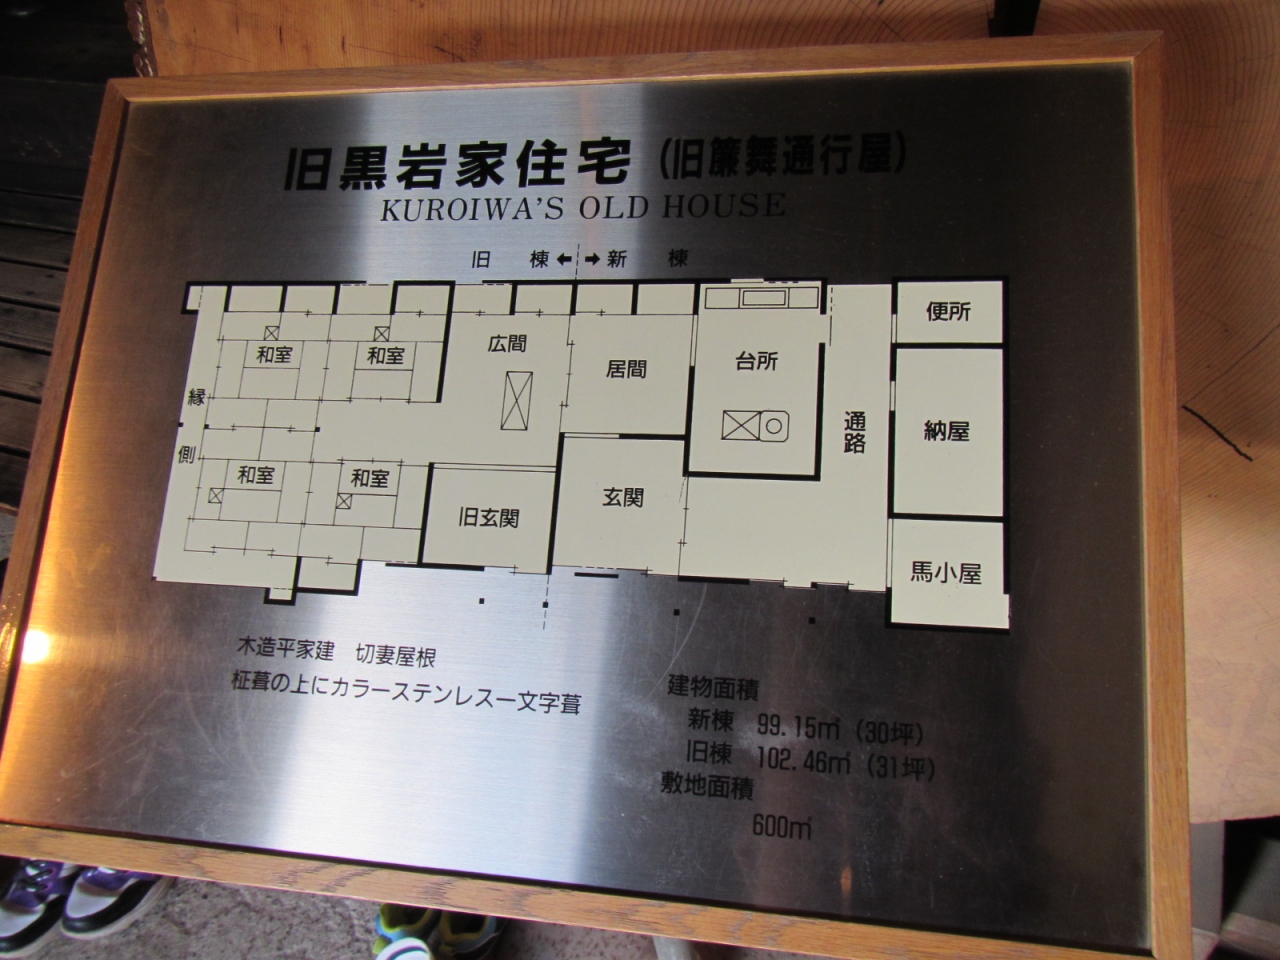 旧黒岩家住宅(旧簾舞通行屋)
KUROIWA'S OLD HOUSE
旧棟←→新棟
便所
広間
和室 和室
居間
台所
縁側
通路
納屋
和室 和室
旧玄関
玄関
馬小屋
木造平家建 切妻屋根
柾葺の上にカラーステンレス一文字葺
建物面積
新棟 99.15㎡(30坪)
旧棟 102.46㎡(31坪)
敷地面積
600㎡